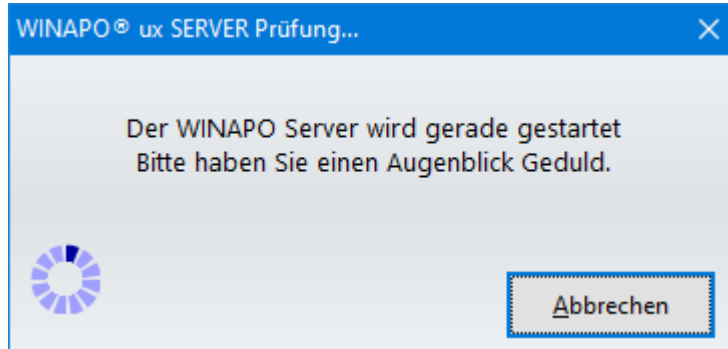 WINAPO® ux SERVER Prüfung...
Der WINAPO Server wird gerade gestartet
Bitte haben Sie einen Augenblick Geduld.
Abbrechen